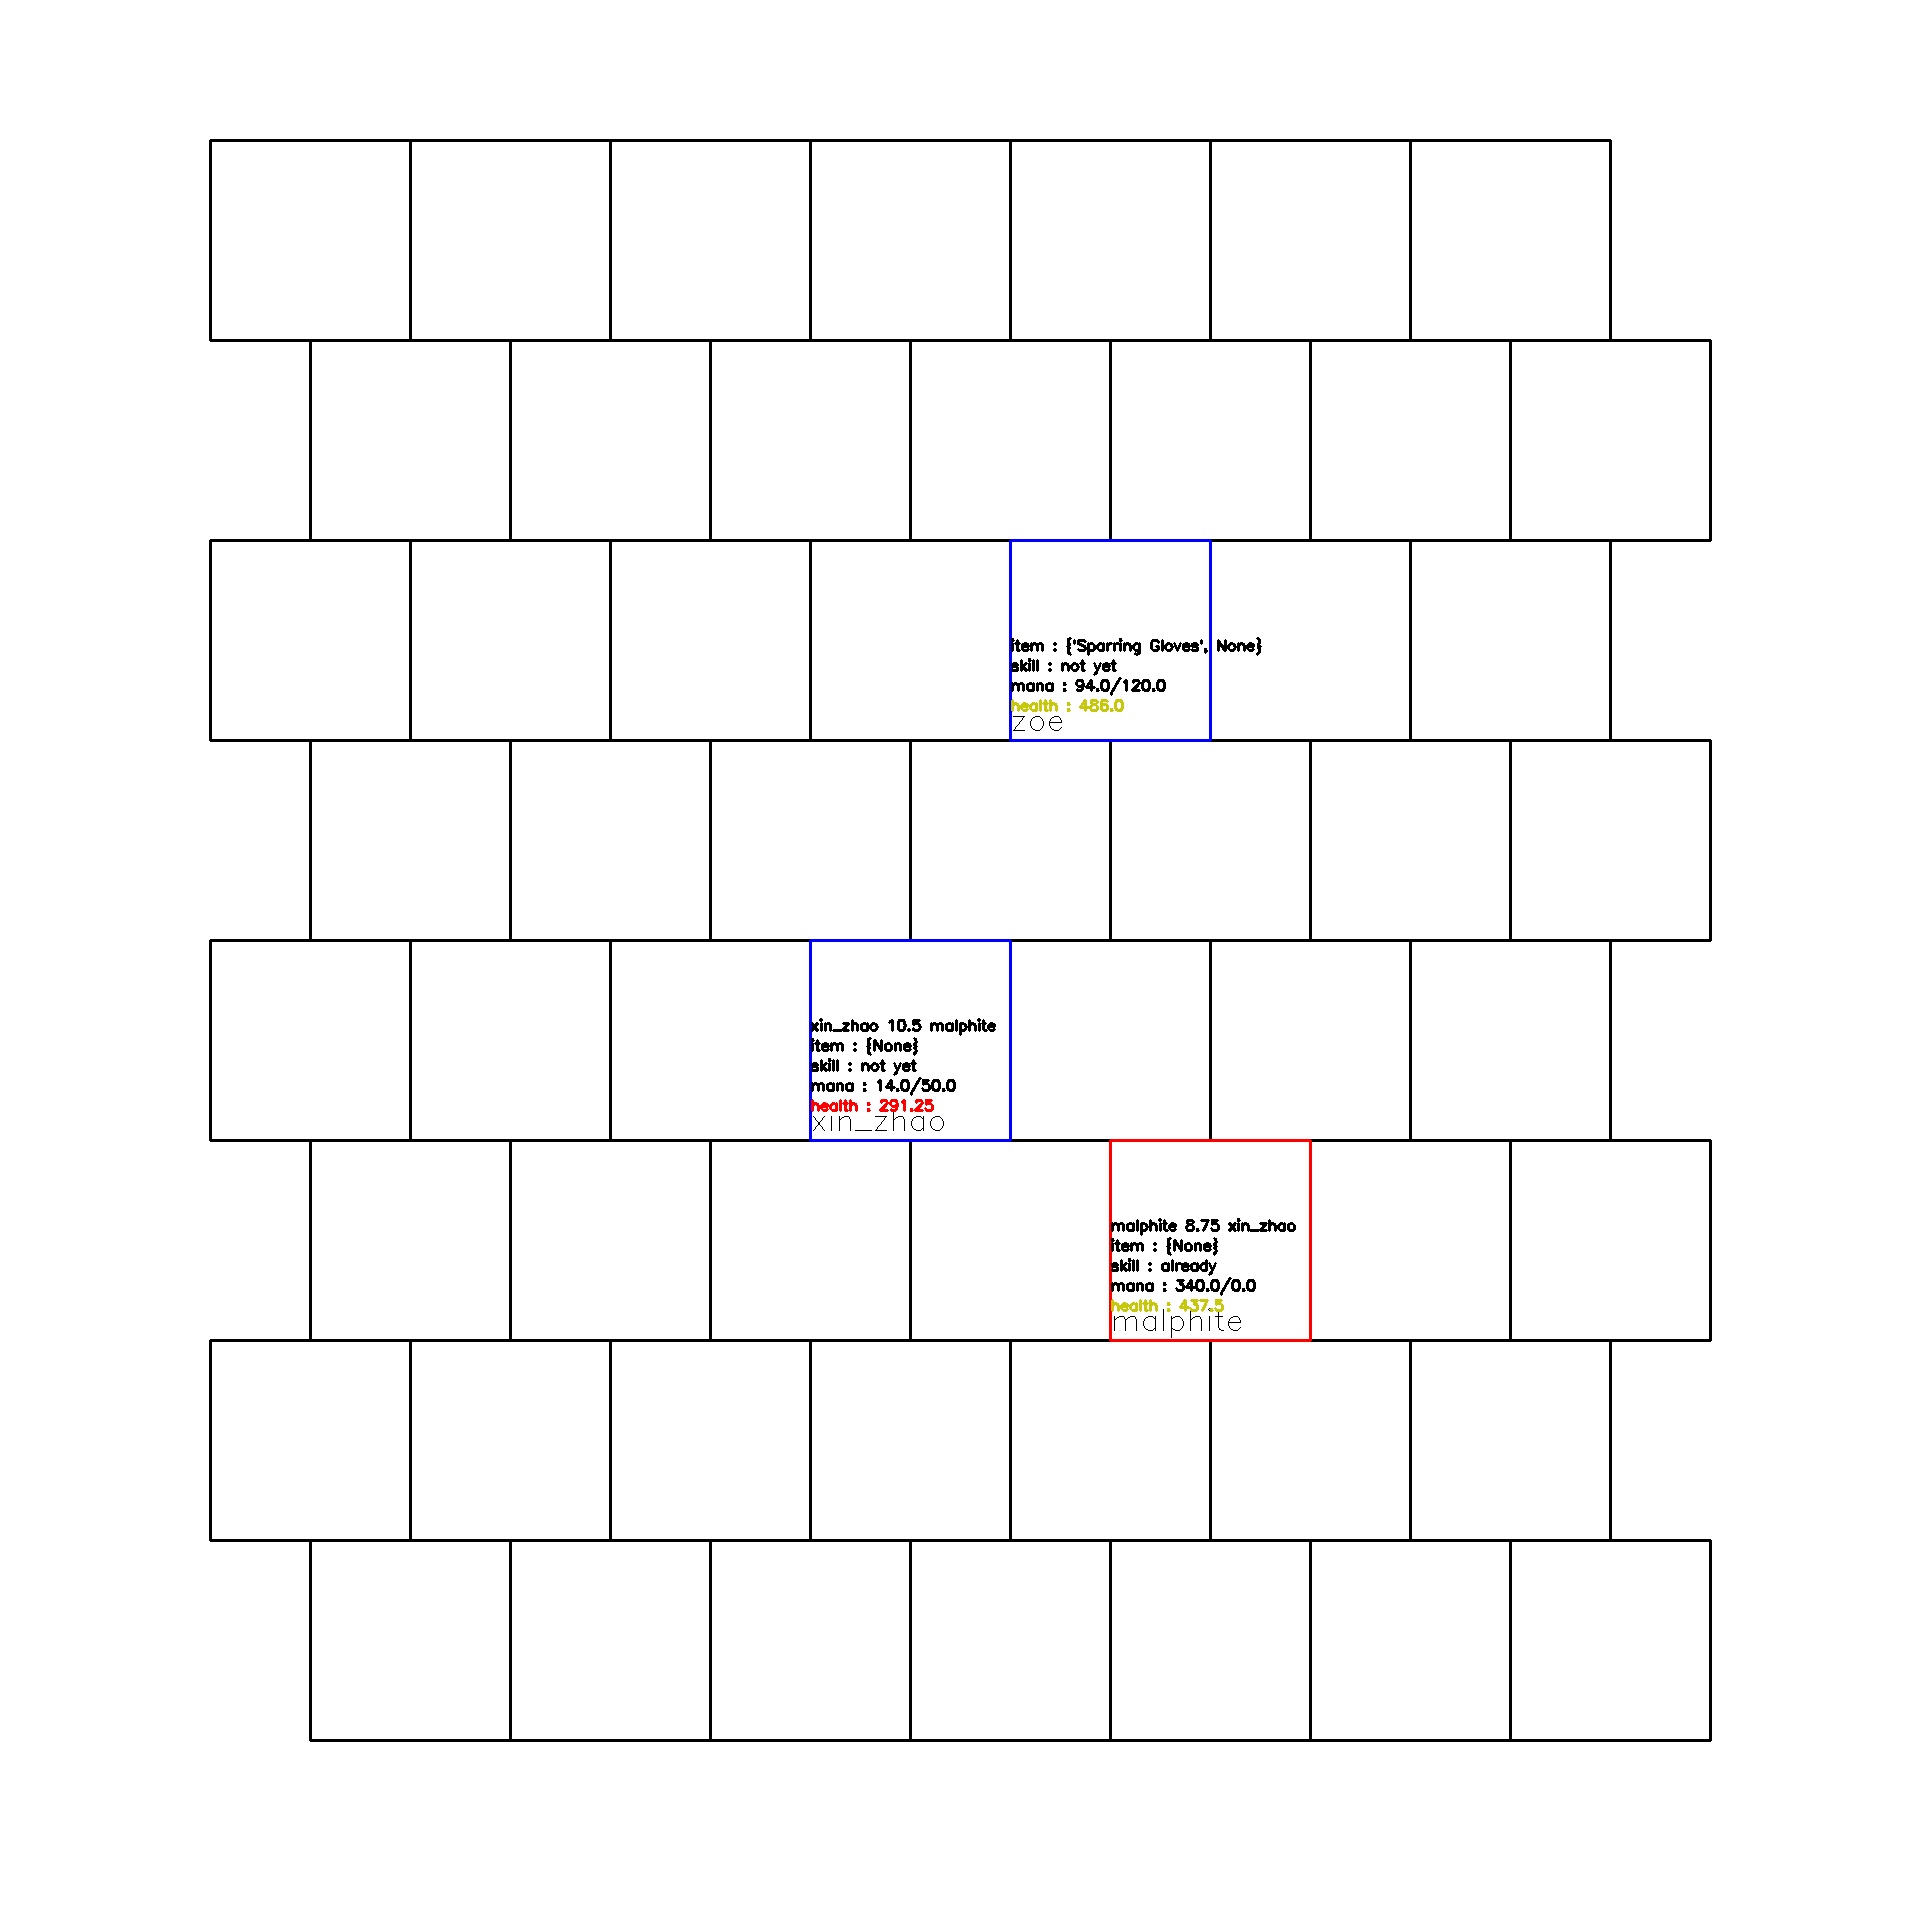 item : {'Sparring Gloves', None}
skill : not yet
mana : 94.0/120.0
health : 486.0
zoe
xin_zhao 10.5 malphite
item : {None}
skill : not yet
mana : 14.0/50.0
health : 291.25
xin_zhao
malphite 8.75 xin_zhao
item : {None}
skill : already
mana : 340.0/0.0
health : 437.5
malphite